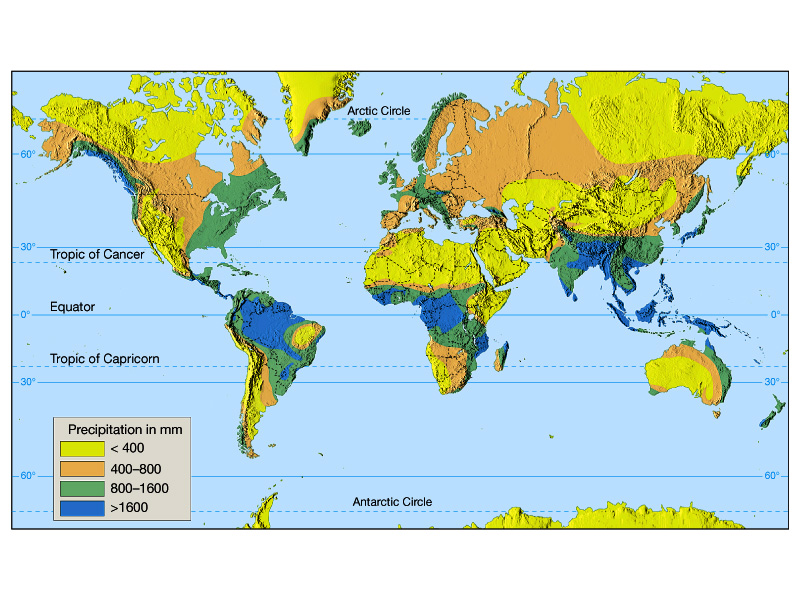 Arctic Circle
60°
60°
30°
30°
Tropic of Cancer
Equator
0°
0°
Tropic of Capricorn
30°
30°
Precipitation in mm
< 400
400–800
800–1600
>1600
60°
60°
Antarctic Circle